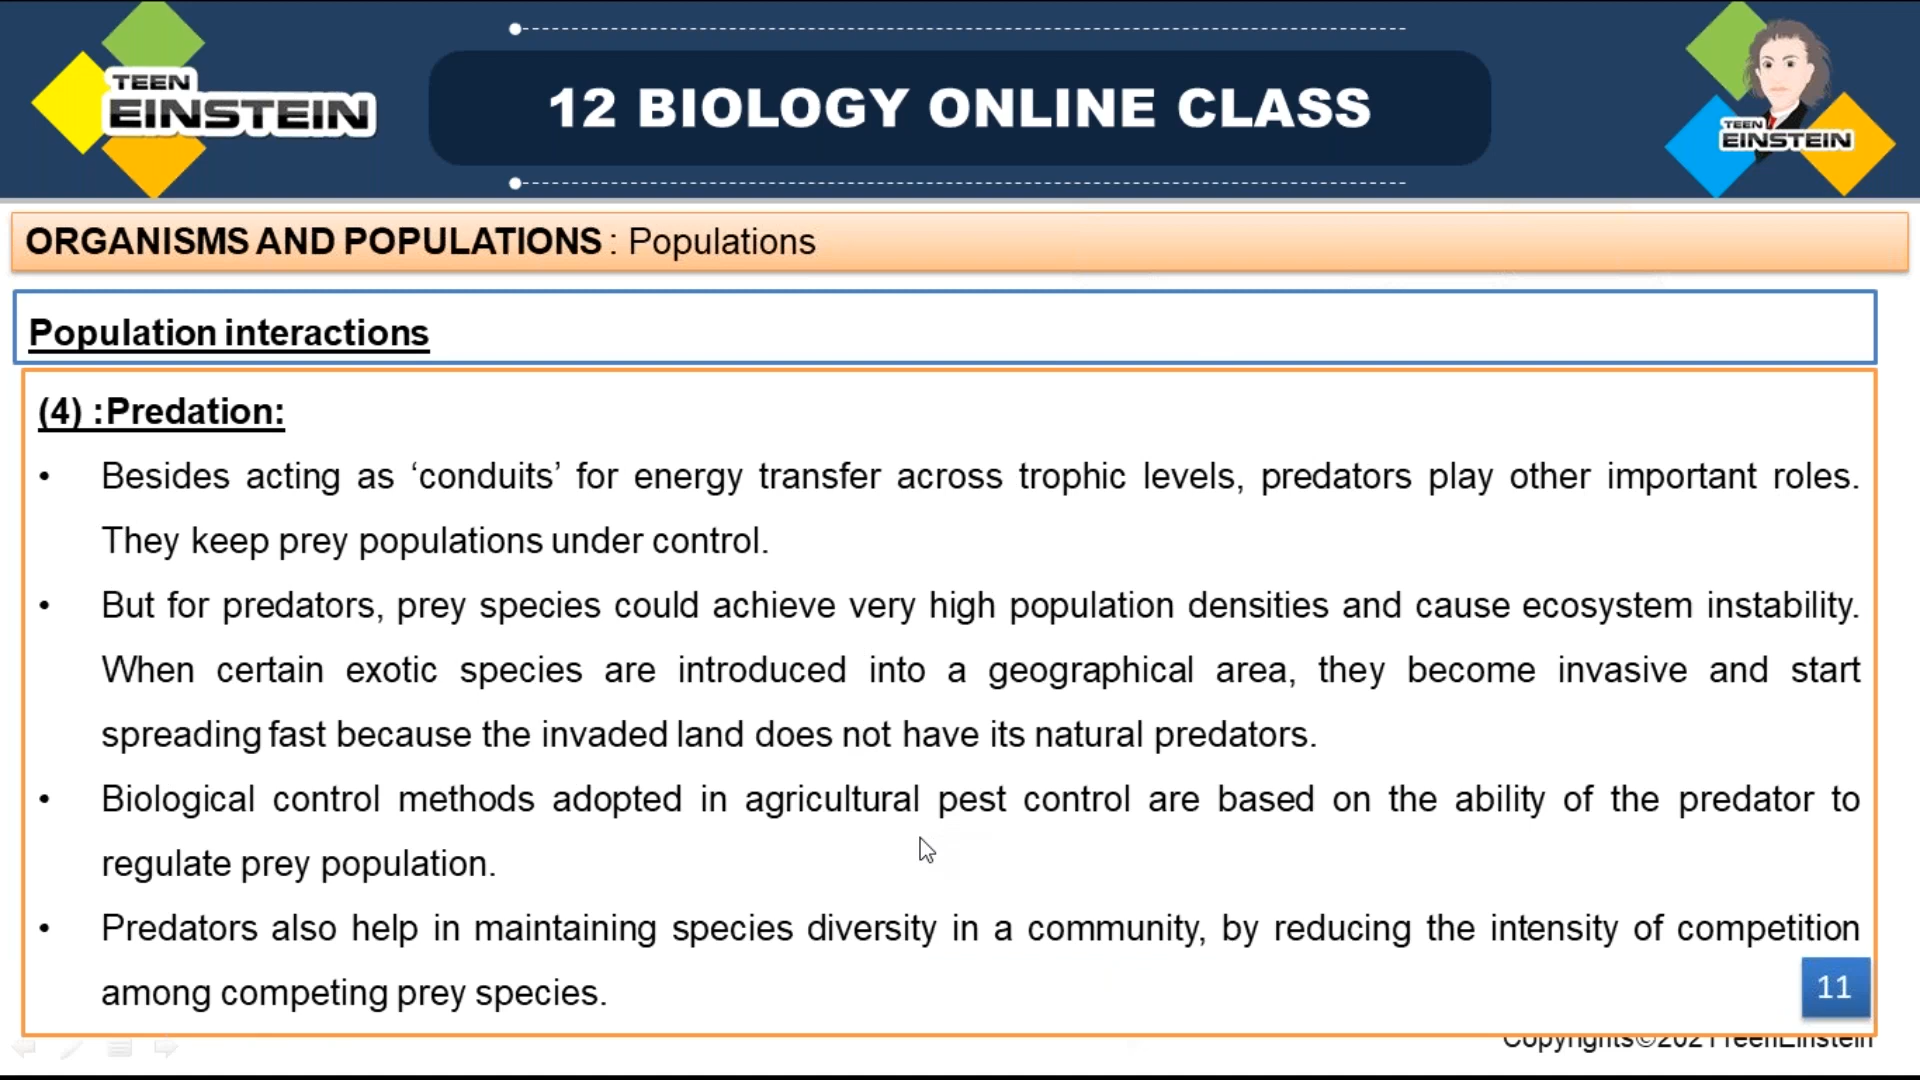 TEEN
EINSTEIN
12 BIOLOGY ONLINE CLASS
TEEN
EINSTEIN
ORGANISMS AND POPULATIONS : Populations
Population interactions
(4) :Predation:
• Besides acting as ‘conduits’ for energy transfer across trophic levels, predators play other important roles.
They keep prey populations under control.
• But for predators, prey species could achieve very high population densities and cause ecosystem instability.
When certain exotic species are introduced into a geographical area, they become invasive and start
spreading fast because the invaded land does not have its natural predators.
• Biological control methods adopted in agricultural pest control are based on the ability of the predator to
regulate prey population.
• Predators also help in maintaining species diversity in a community, by reducing the intensity of competition
among competing prey species.
11
Copyrights©2021TeenEinstein